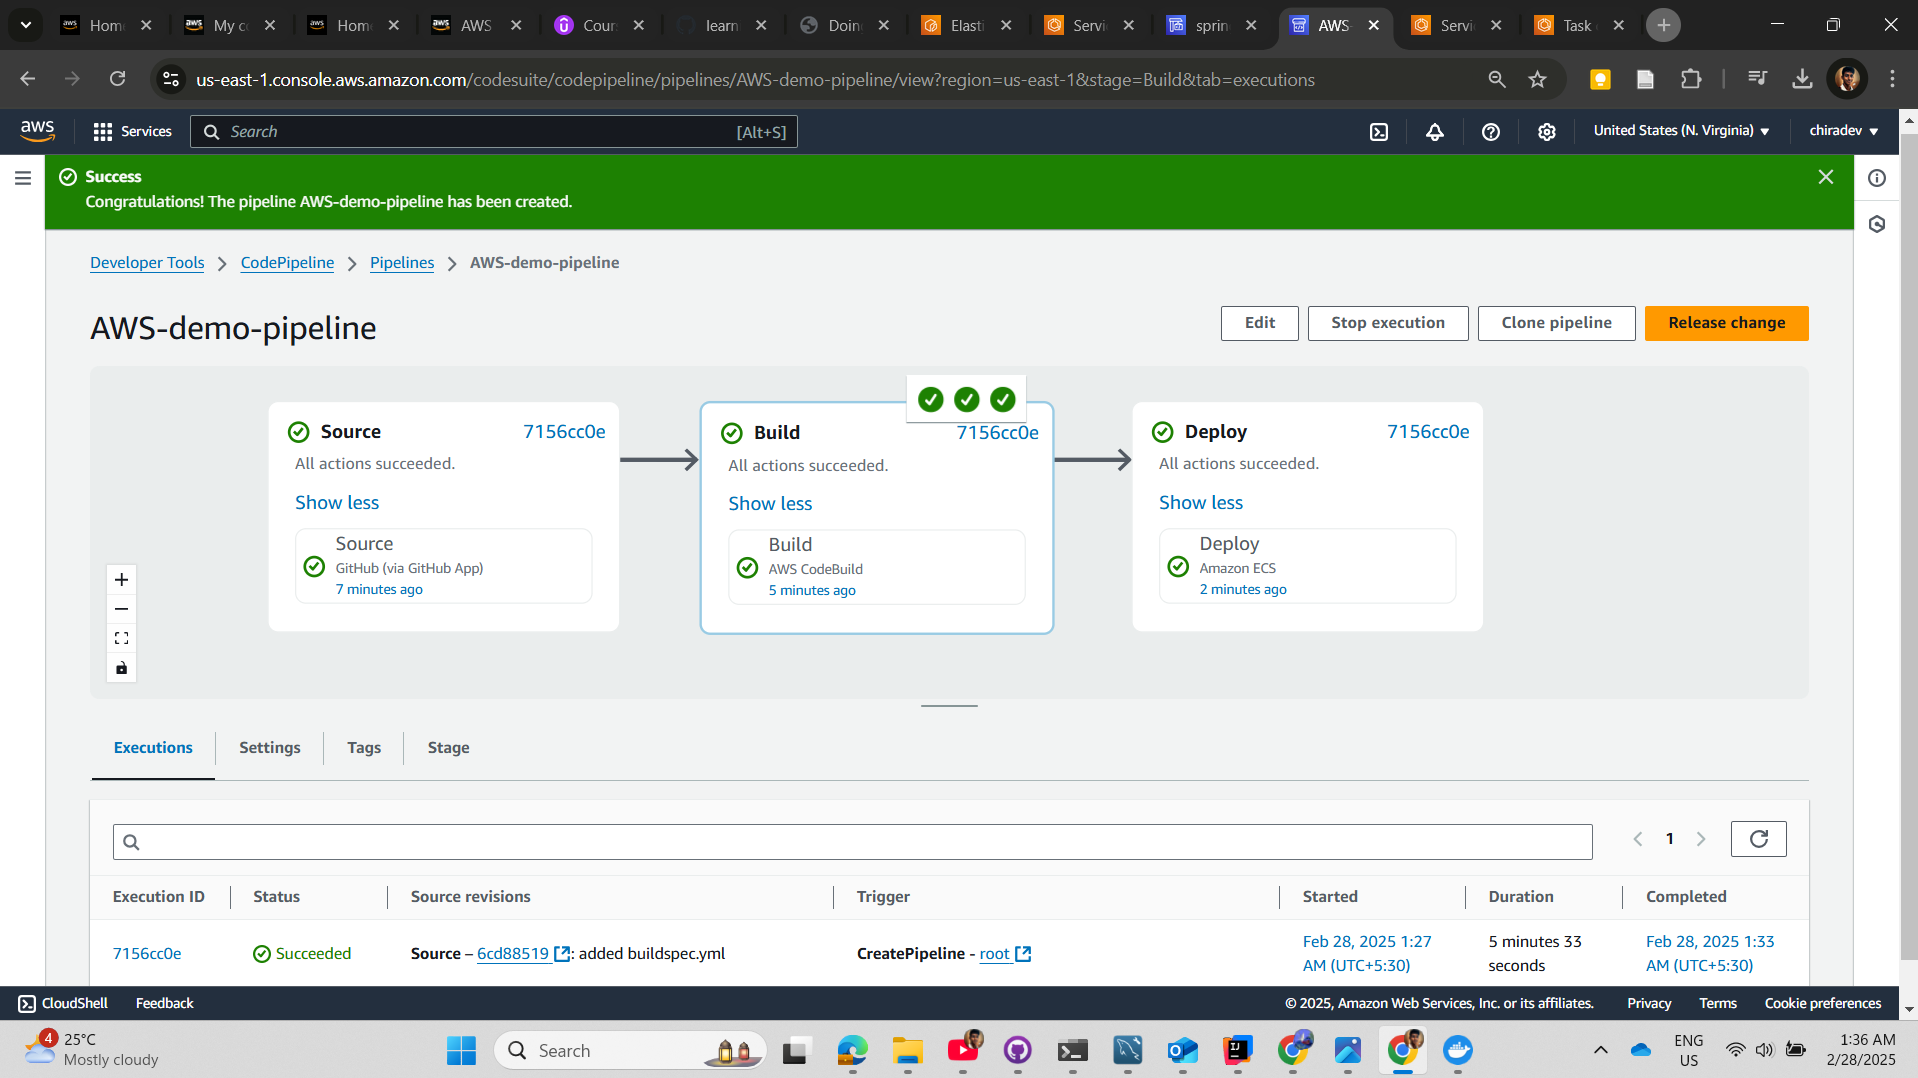 Home
My co
Home
AWS
Cours
learn
Doing
Elasti
Servi
sprin
AWS-
Servi
Task
us-east-1.console.aws.amazon.com/codesuite/codepipeline/pipelines/AWS-demo-pipeline/view?region=us-east-1&stage=Build&tab=executions
aws
Services
Search
[Alt+S]
United States (N. Virginia)
chiradev
Success
Congratulations! The pipeline AWS-demo-pipeline has been created.
Developer Tools
CodePipeline
Pipelines
AWS-demo-pipeline
AWS-demo-pipeline
Edit
Stop execution
Clone pipeline
Release change
Source
7156cc0e
All actions succeeded.
Show less
Source
GitHub (via GitHub App)
7 minutes ago
Build
7156cc0e
All actions succeeded.
Show less
Build
AWS CodeBuild
5 minutes ago
Deploy
7156cc0e
All actions succeeded.
Show less
Deploy
Amazon ECS
2 minutes ago
Executions
Settings
Tags
Stage
1
Execution ID
Status
Source revisions
Trigger
Started
Duration
Completed
7156cc0e
Succeeded
Source – 6cd88519 : added buildspec.yml
CreatePipeline - root
Feb 28, 2025 1:27
AM (UTC+5:30)
5 minutes 33
seconds
Feb 28, 2025 1:33
AM (UTC+5:30)
CloudShell
Feedback
© 2025, Amazon Web Services, Inc. or its affiliates.
Privacy
Terms
Cookie preferences
4
25°C
Mostly cloudy
Search
ENG
US
1:36 AM
2/28/2025